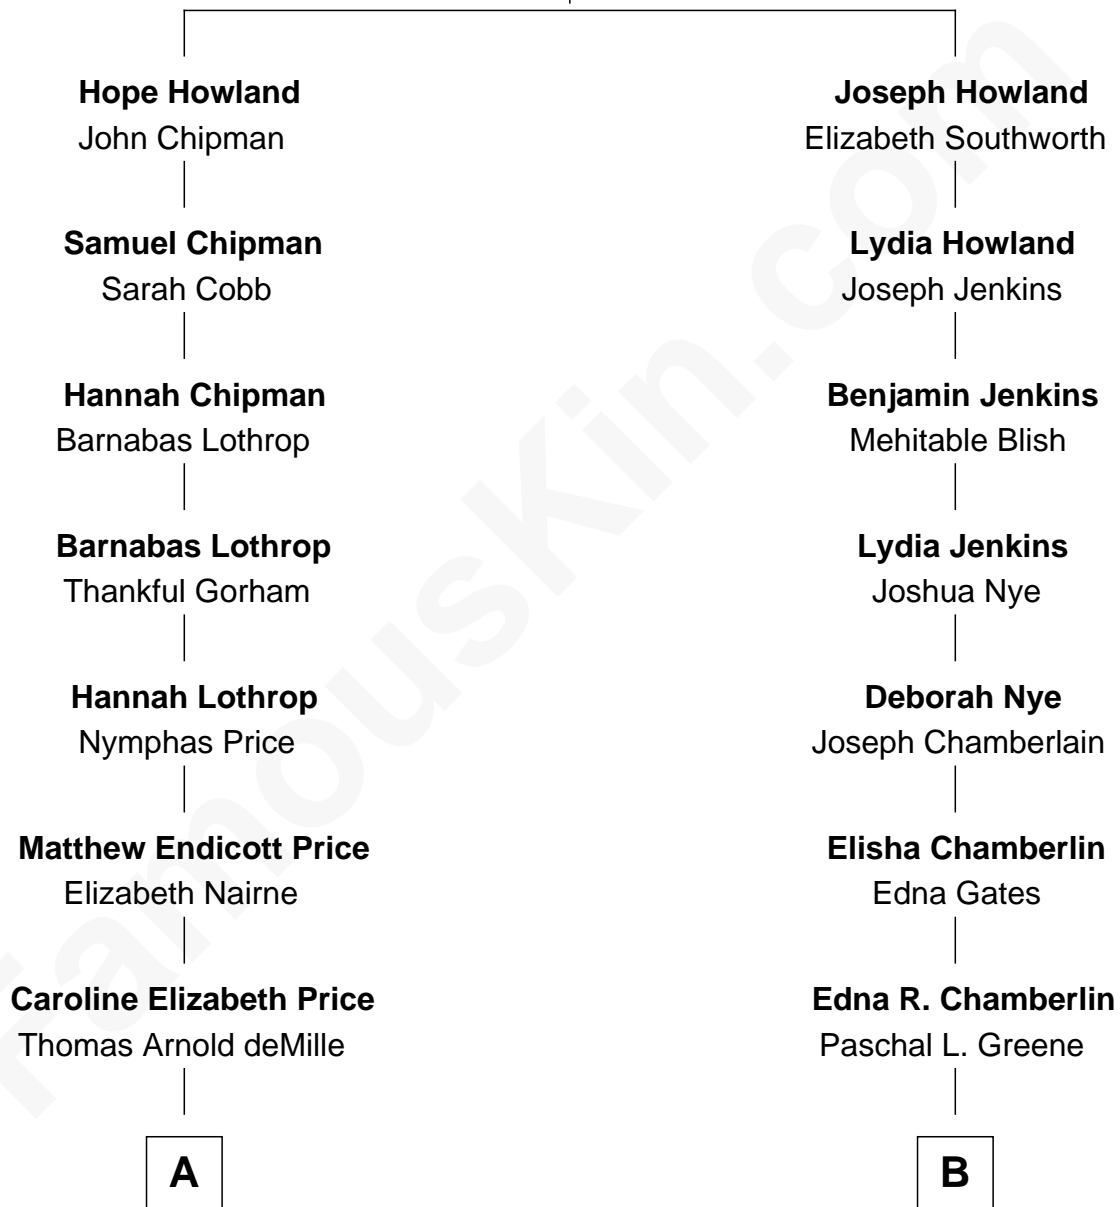 Hope Howland
John Chipman
Samuel Chipman
Sarah Cobb
Hannah Chipman
Barnabas Lothrop
Barnabas Lothrop
Thankful Gorham
Hannah Lothrop
Nymphas Price
Matthew Endicott Price
Elizabeth Nairne
Caroline Elizabeth Price
Thomas Arnold deMille
A
Joseph Howland
Elizabeth Southworth
Lydia Howland
Joseph Jenkins
Benjamin Jenkins
Mehitable Blish
Lydia Jenkins
Joshua Nye
Deborah Nye
Joseph Chamberlain
Elisha Chamberlin
Edna Gates
Edna R. Chamberlin
Paschal L. Greene
B
FamousKin.com